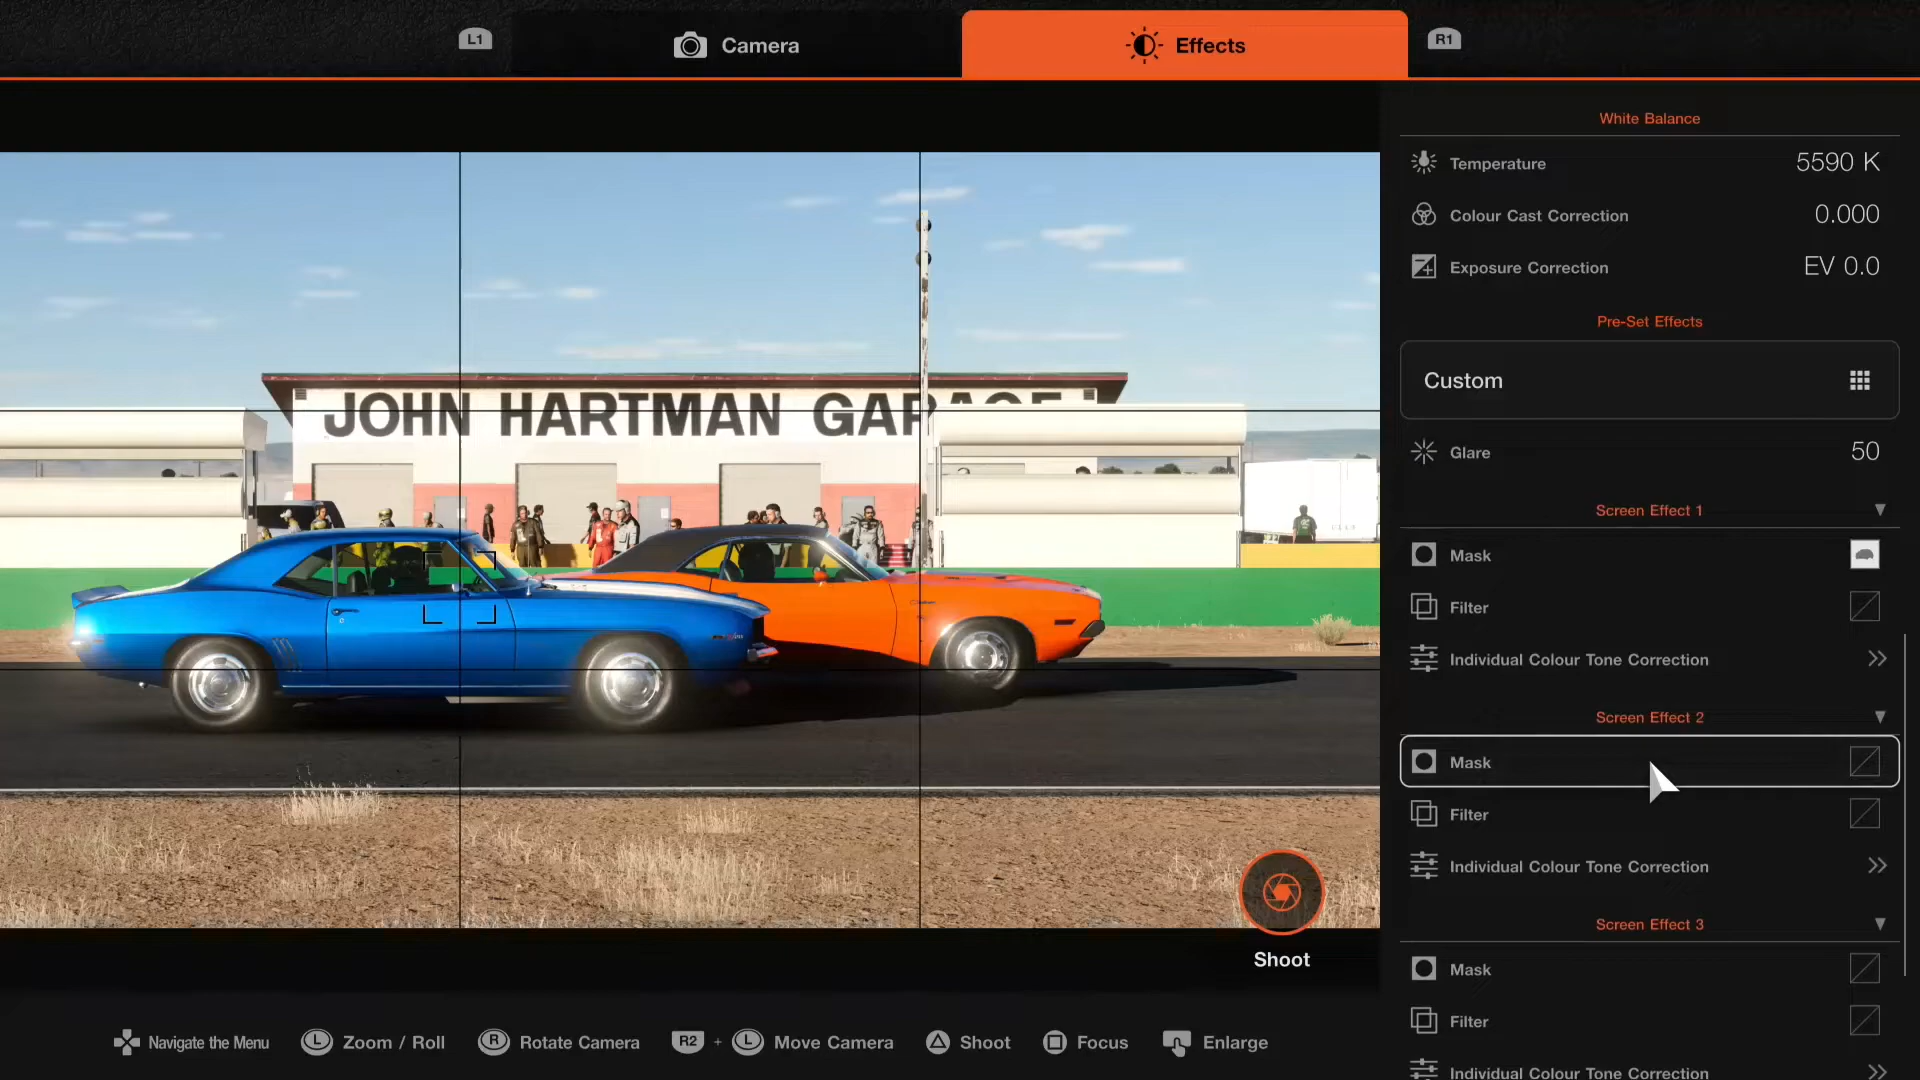 L1
Camera
Effects
R1
White Balance
Temperature 5590 K
Colour Cast Correction 0.000
Exposure Correction EV 0.0
Pre-Set Effects
Custom
Glare 50
Screen Effect 1
Mask
Filter
Individual Colour Tone Correction
Screen Effect 2
Mask
Filter
Individual Colour Tone Correction
Screen Effect 3
Mask
Filter
Individual Colour Tone Correction
JOHN HARTMAN GARAGE
Shoot
Navigate the Menu
L Zoom / Roll
R Rotate Camera
R2 + L Move Camera
Shoot
Focus
Enlarge